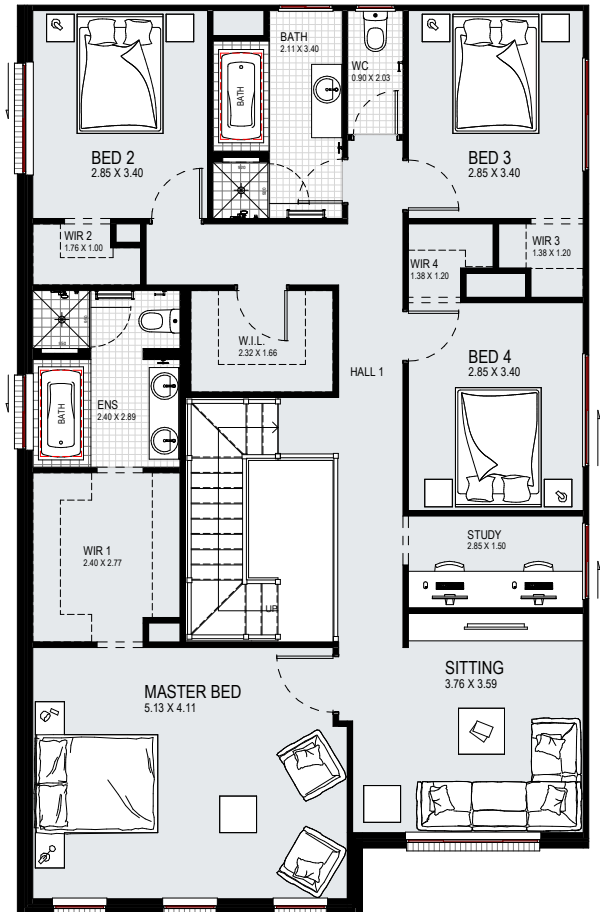 BATH
2.11 X 3.40
WC
0.90 X 2.03
BATH
BED 2
2.85 X 3.40
BED 3
2.85 X 3.40
WIR 2
1.76 X 1.00
WIR 3
1.38 X 1.20
WIR 4
1.38 X 1.20
W.I.L.
2.32 X 1.66
HALL 1
BED 4
2.85 X 3.40
BATH
ENS
2.40 X 2.89
STUDY
2.85 X 1.50
WIR 1
2.40 X 2.77
UP
MASTER BED
5.13 X 4.11
SITTING
3.76 X 3.59